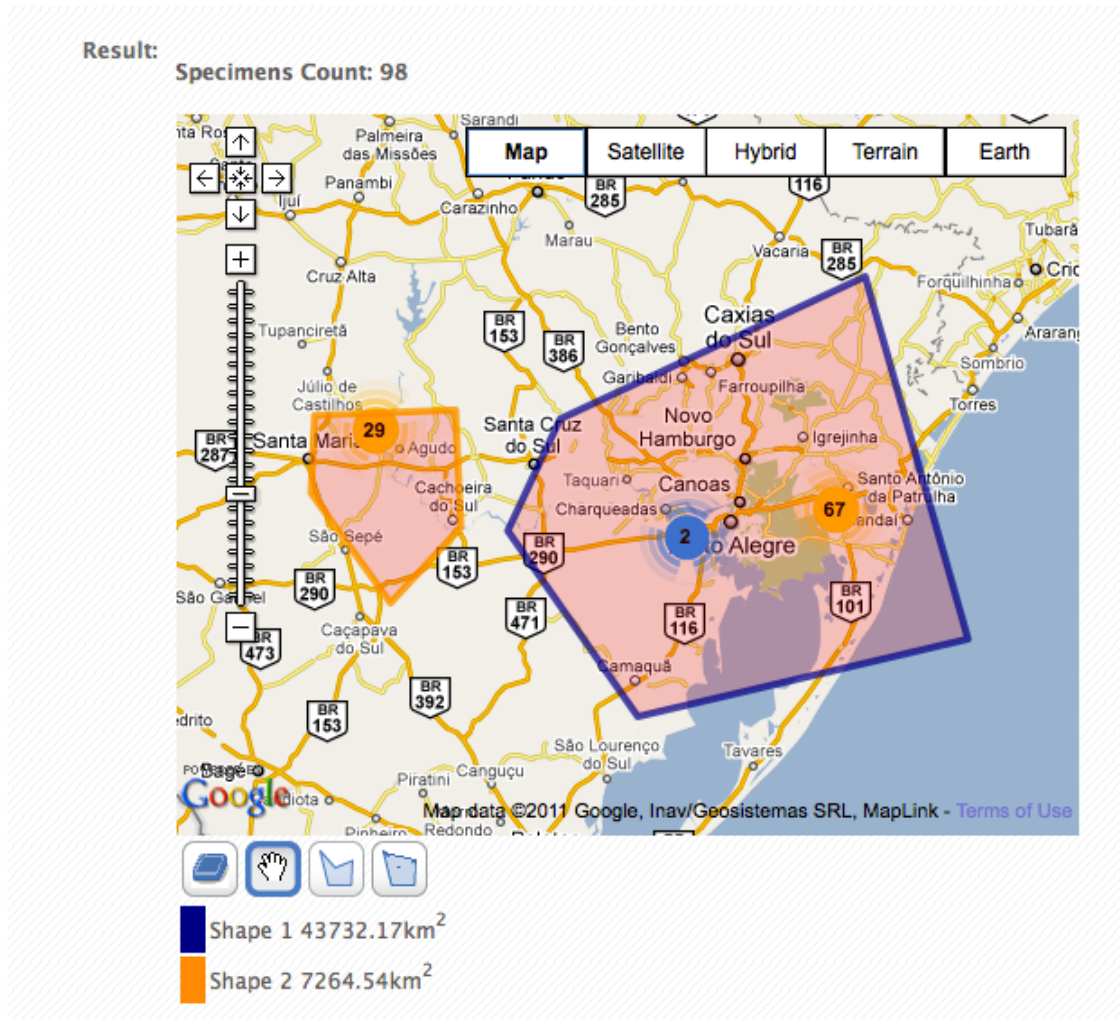 Result:
Specimens Count: 98
Sarandi
Palmeira
das Missões
Map
Satellite
Hybrid
Terrain
Earth
Panambi
BR
285
116
Ijuí
Carazinho
Marau
Vacaria
BR
285
Tubarã
Cruz Alta
Forquilhinha
Cric
Caxias
do Sul
BR
153
Bento
Gonçalves
Tupanciretã
BR
386
Ararang
Sombrio
Garibaldi
Farroupilha
Júlio de
Castilhos
Torres
Novo
Hamburgo
29
Santa Cruz
do Sul
BR
287
Santa Maria
Agudo
Igrejinha
Taquari
Canoas
Santo Antônio
da Patrulha
Cachoeira
do Sul
Charqueadas
67
andaí
São Sepé
2
to Alegre
BR
290
BR
153
BR
290
São Gabriel
BR
471
BR
116
BR
101
Caçapava
do Sul
BR
473
Camaquã
BR
392
BR
153
edrito
São Lourenço
do Sul
Tavares
Bagé
Piratini
Canguçu
Google
diota
Map data ©2011 Google, Inav/Geosistemas SRL, MapLink - Terms of Use
Pinheiro
Redondo
Shape 1 43732.17km²
Shape 2 7264.54km²